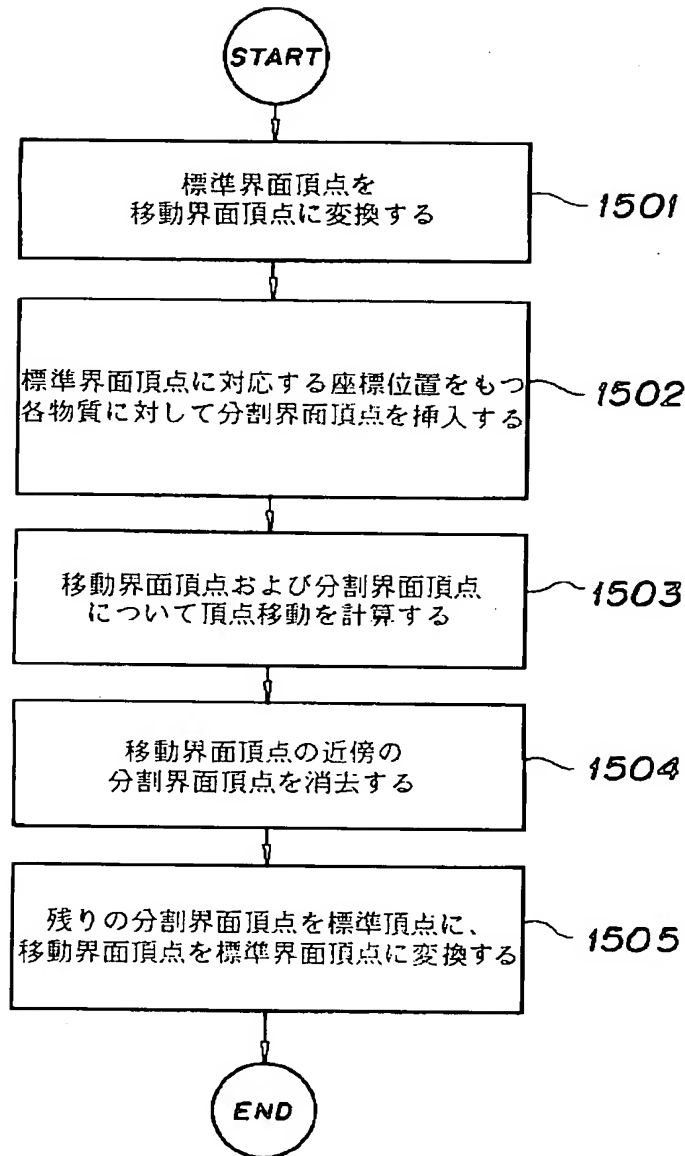 START
標準界面頂点を
移動界面頂点に変換する
1501
標準界面頂点に対応する座標位置をもつ
各物質に対して分割界面頂点を挿入する
1502
移動界面頂点および分割界面頂点
について頂点移動を計算する
1503
移動界面頂点の近傍の
分割界面頂点を消去する
1504
残りの分割界面頂点を標準頂点に、
移動界面頂点を標準界面頂点に変換する
1505
END